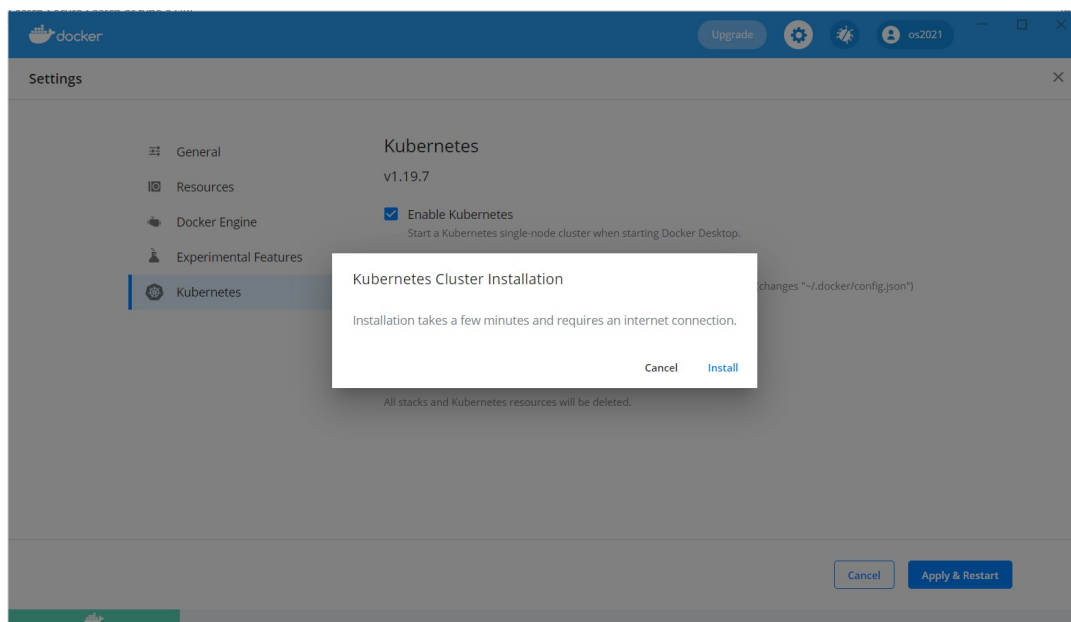 docker
Upgrade
os2021
Settings
General
Resources
Docker Engine
Experimental Features
Kubernetes
Kubernetes
v1.19.7
Enable Kubernetes
Start a Kubernetes single-node cluster when starting Docker Desktop.
changes "~/.docker/config.json")
Kubernetes Cluster Installation
Installation takes a few minutes and requires an internet connection.
Cancel
Install
All stacks and Kubernetes resources will be deleted.
Cancel
Apply & Restart